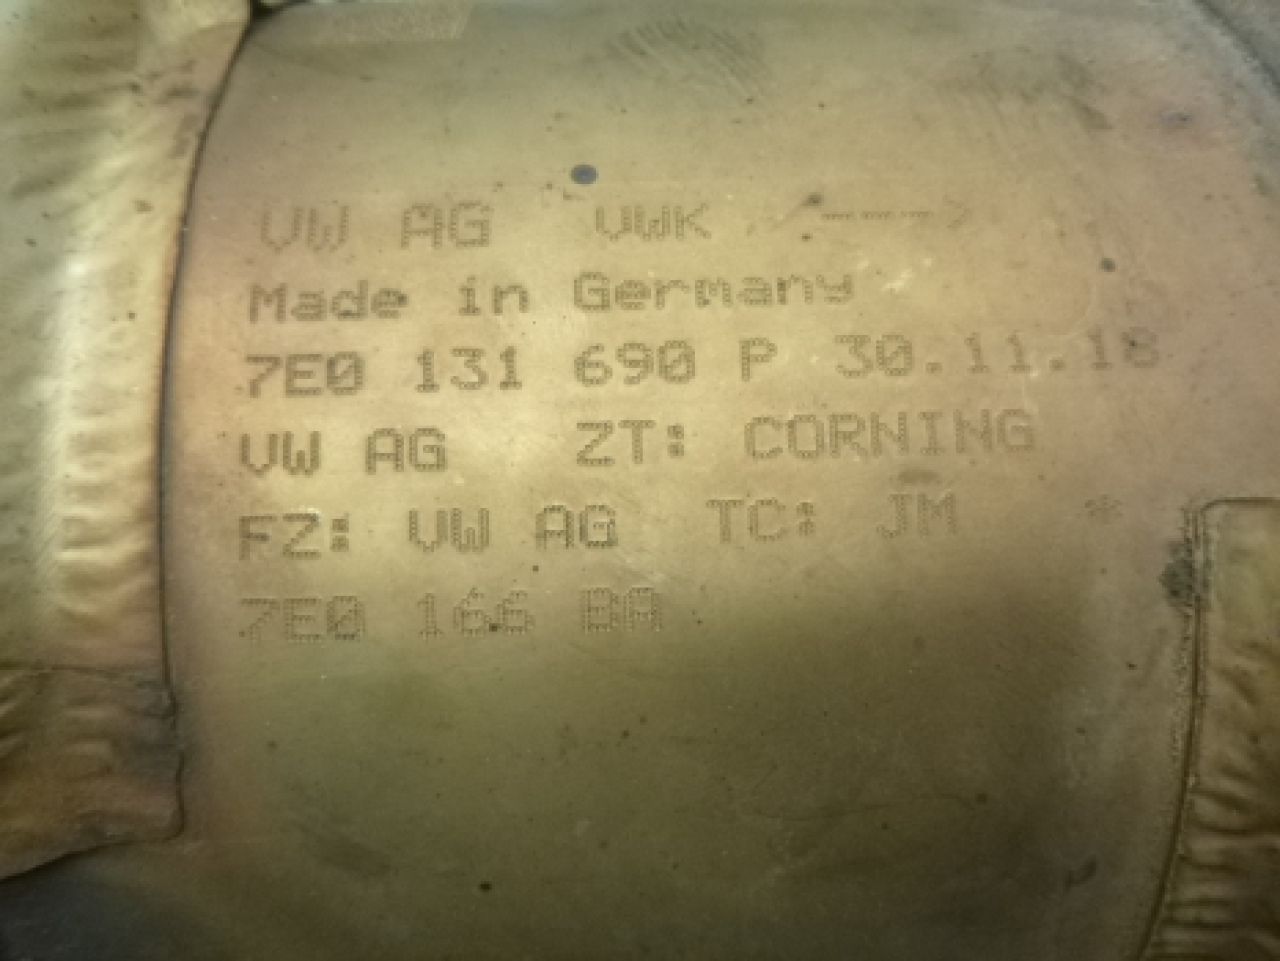 VW AG VWK ---->
Made in Germany
7E0 131 690 P 30.11.18
VW AG ZT: CORNING
FZ: VW AG TC: JM *
7E0 166 BA